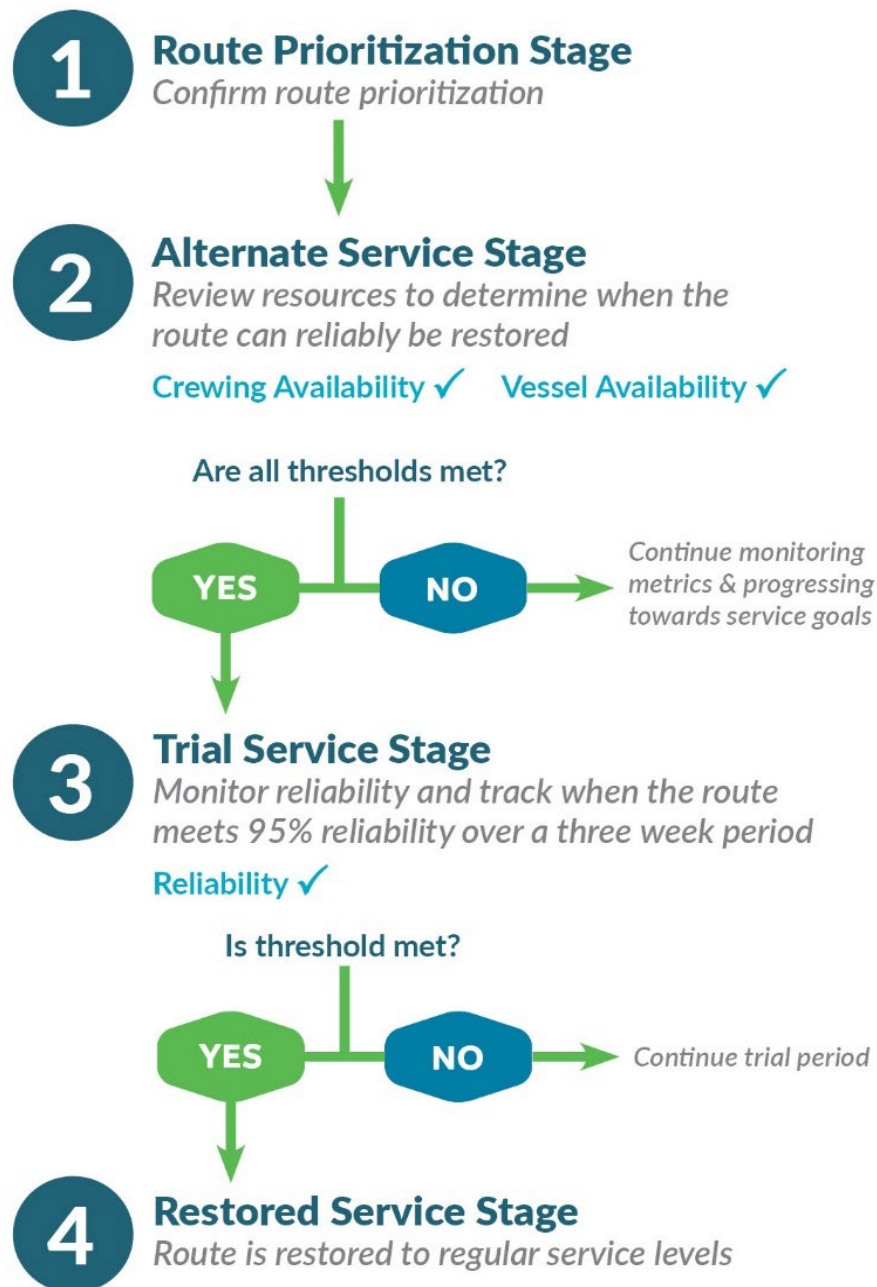 1
Route Prioritization Stage
Confirm route prioritization
2
Alternate Service Stage
Review resources to determine when the
route can reliably be restored
Crewing Availability ✓ Vessel Availability ✓
Are all thresholds met?
YES
NO
Continue monitoring
metrics & progressing
towards service goals
3
Trial Service Stage
Monitor reliability and track when the route
meets 95% reliability over a three week period
Reliability ✓
Is threshold met?
YES
NO
Continue trial period
4
Restored Service Stage
Route is restored to regular service levels